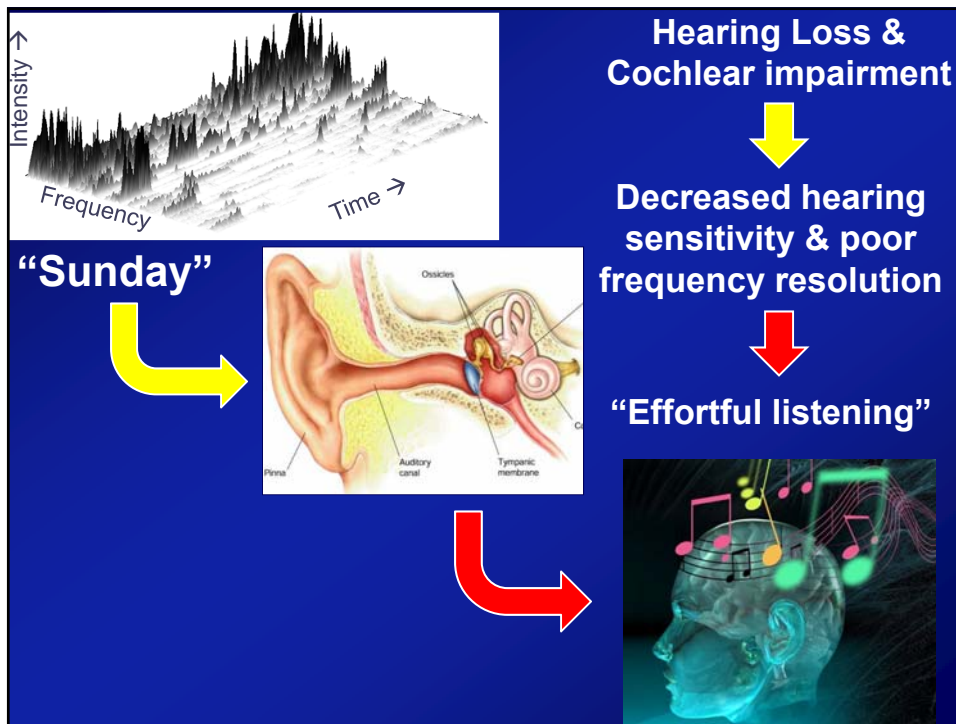 Intensity →
Frequency
Time →
“Sunday”
Ossicles
Pinna
Auditory
canal
Tympanic
membrane
Hearing Loss &
Cochlear impairment
Decreased hearing
sensitivity & poor
frequency resolution
“Effortful listening”